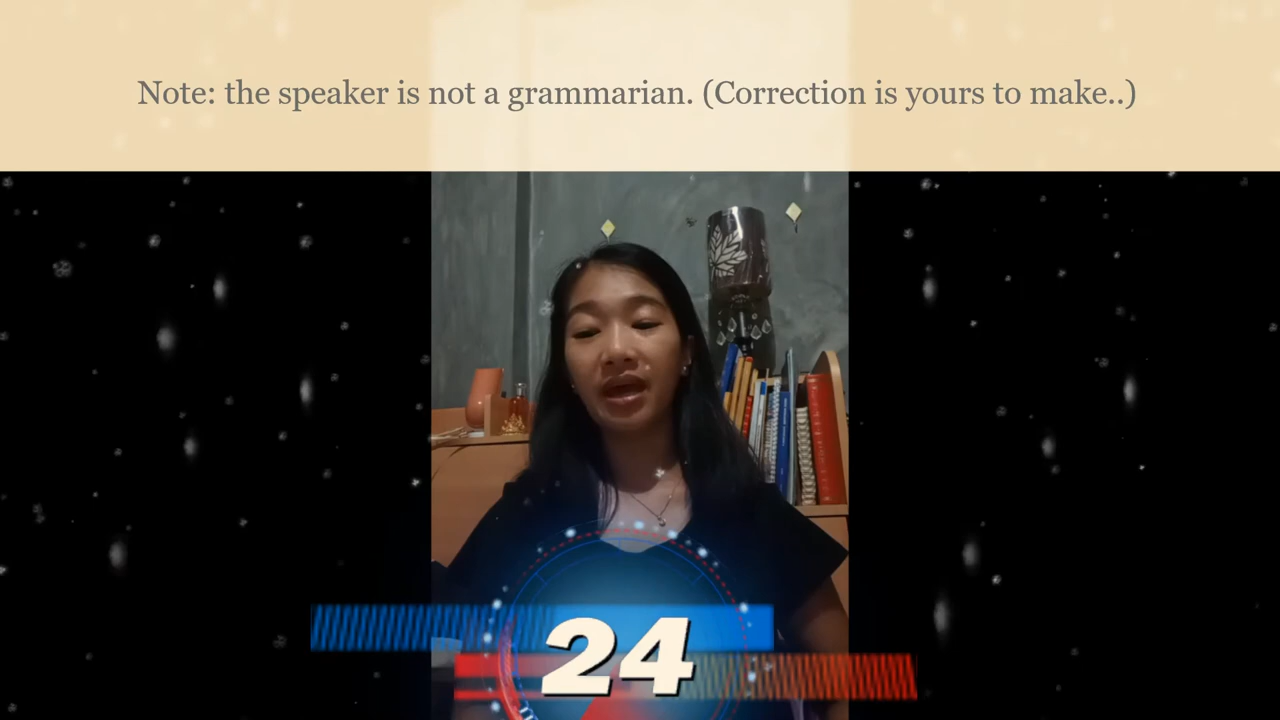 Note: the speaker is not a grammarian. (Correction is yours to make..)
24